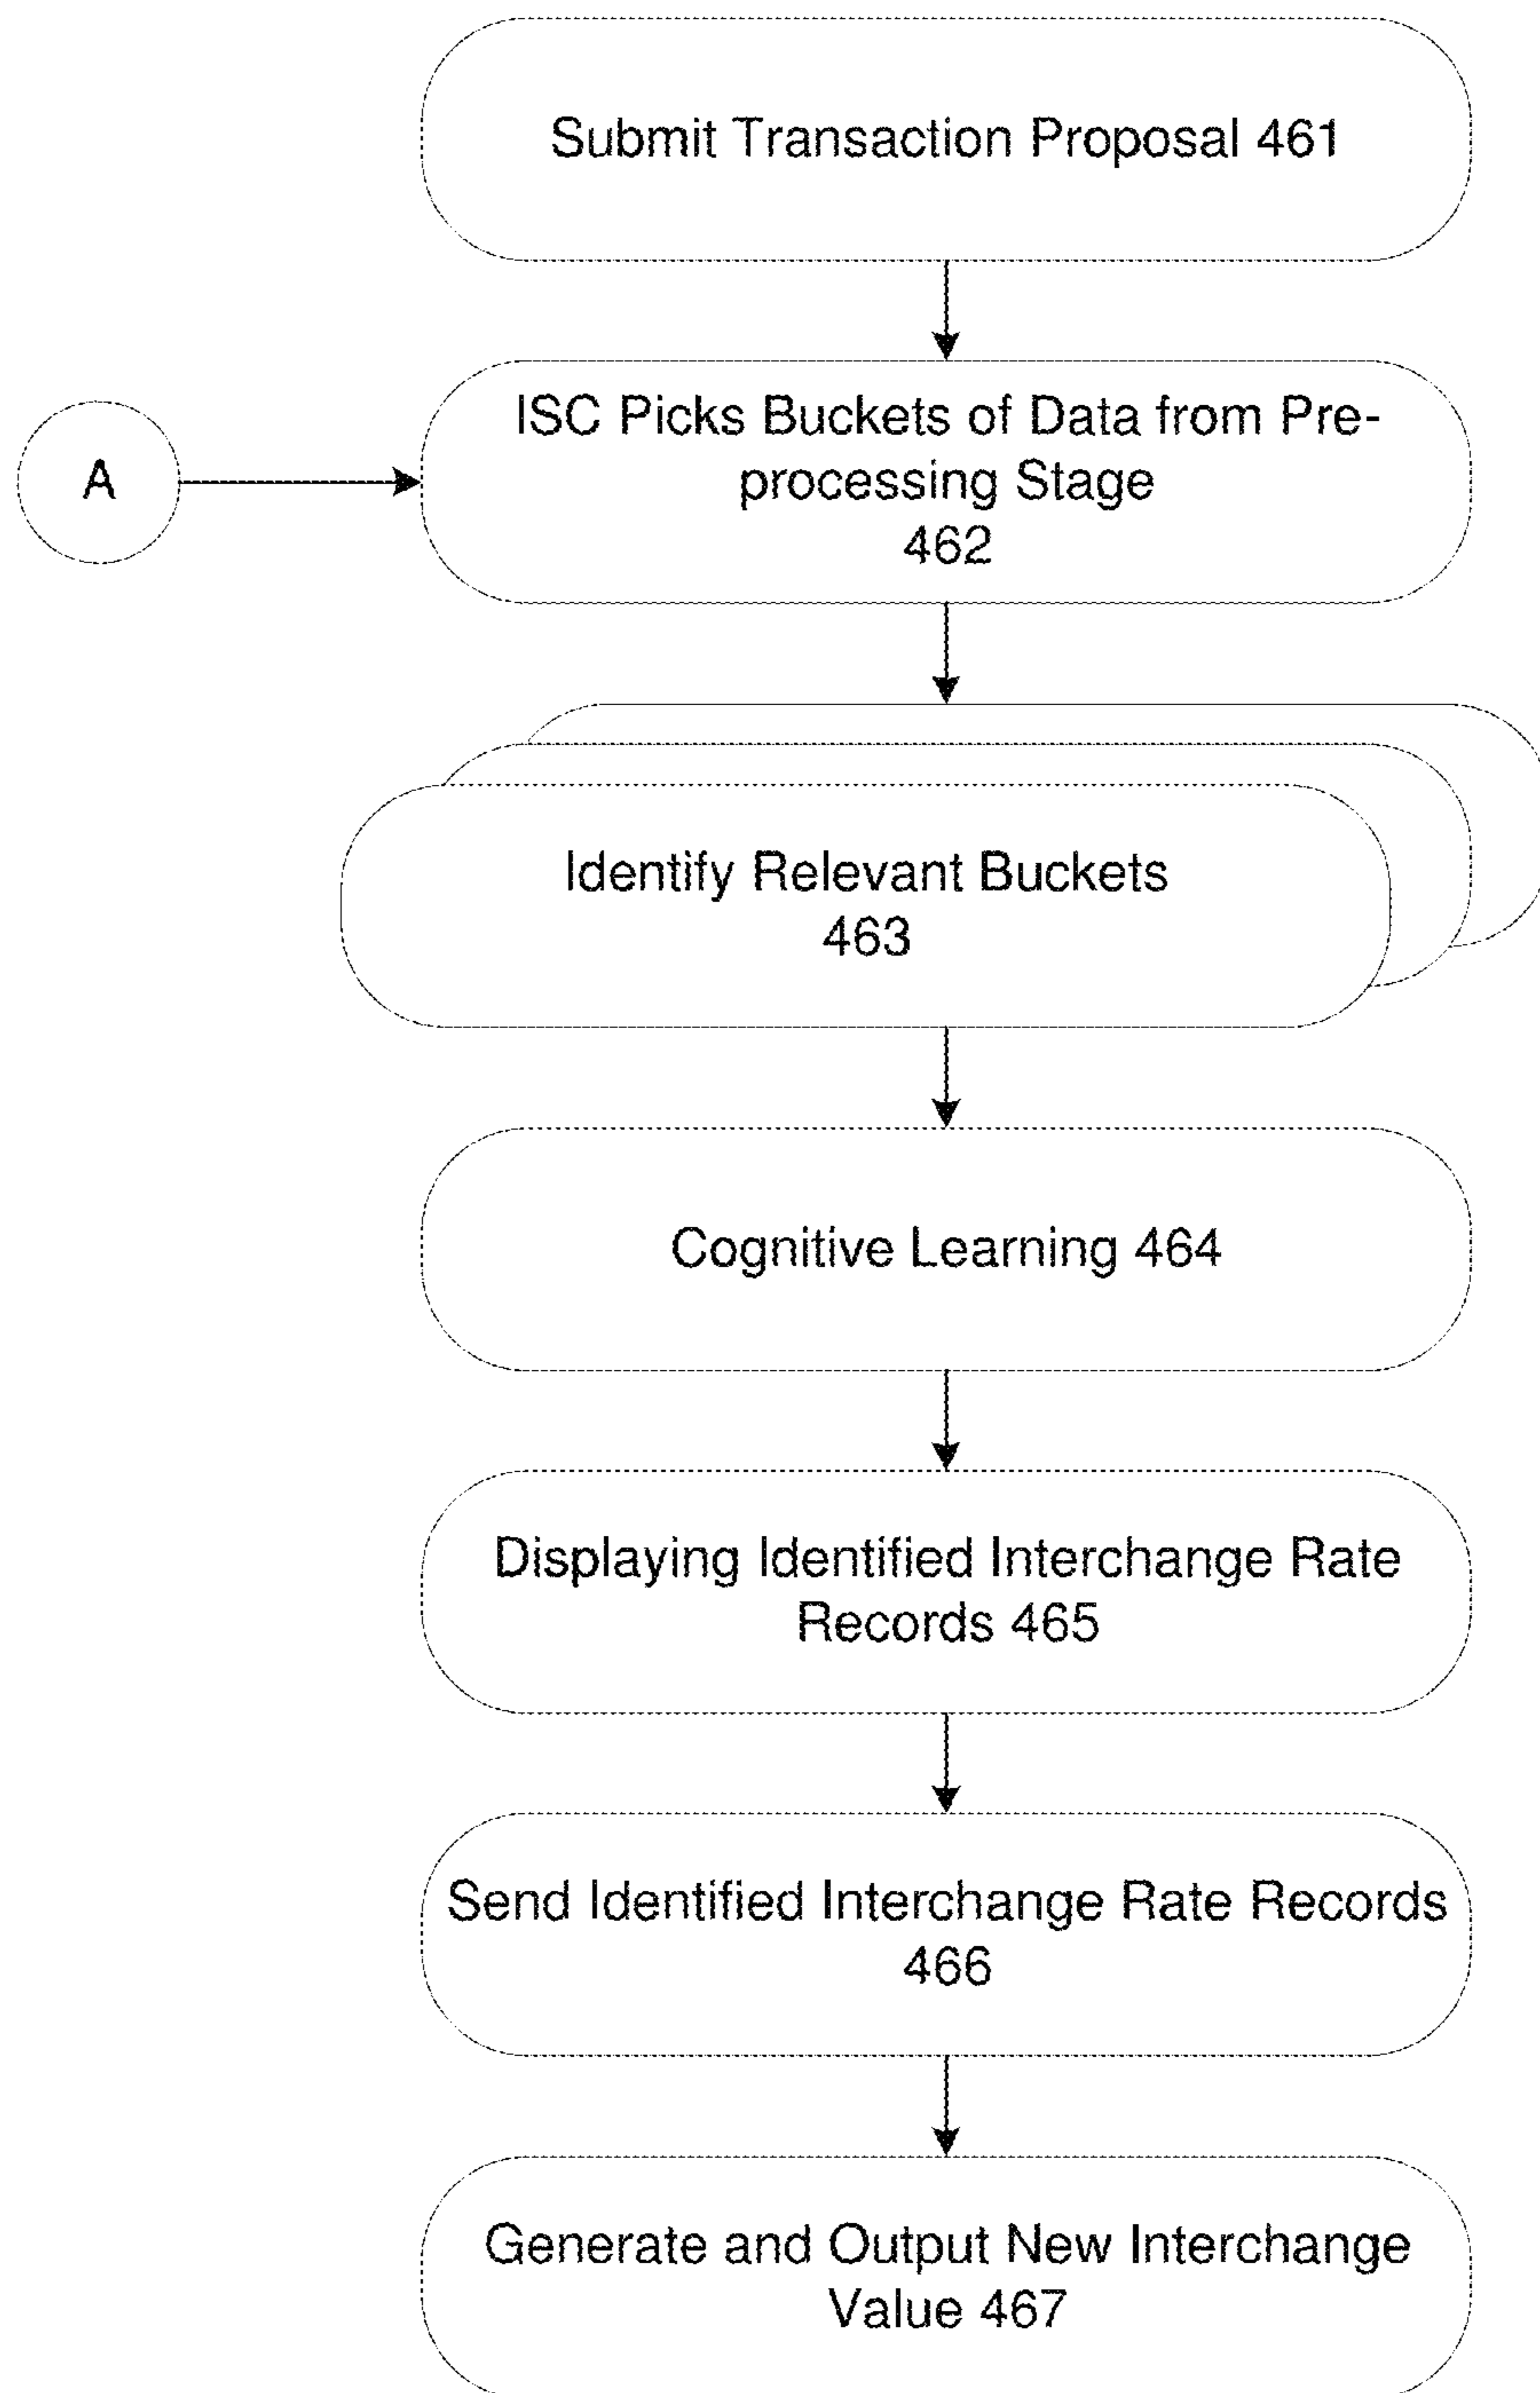 Submit Transaction Proposal 461
A
ISC Picks Buckets of Data from Pre-
processing Stage
462
Identify Relevant Buckets
463
Cognitive Learning 464
Displaying Identified Interchange Rate
Records 465
Send Identified Interchange Rate Records
466
Generate and Output New Interchange
Value 467